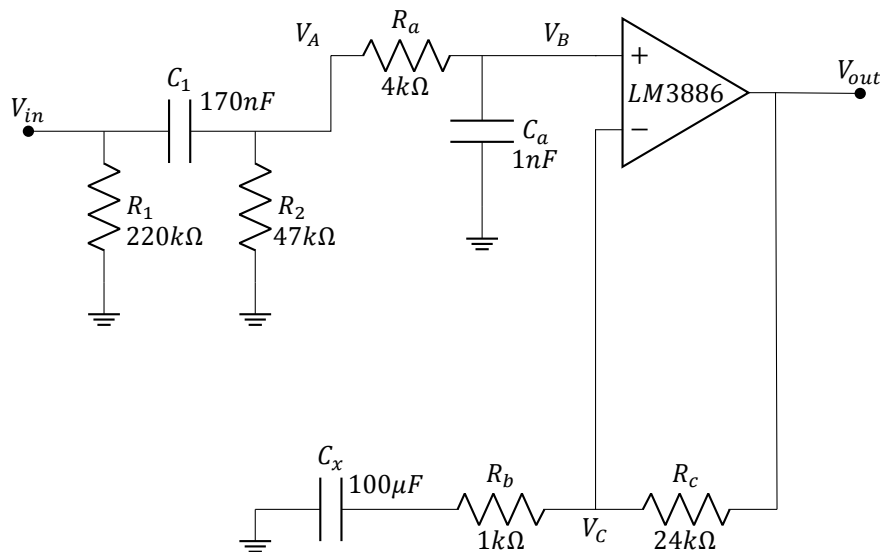 R_a
V_A
V_B
4kΩ
C_1
170nF
V_in
LM3886
V_out
C_a
1nF
R_1
220kΩ
R_2
47kΩ
+
−
C_x
100μF
R_b
1kΩ
V_C
R_c
24kΩ